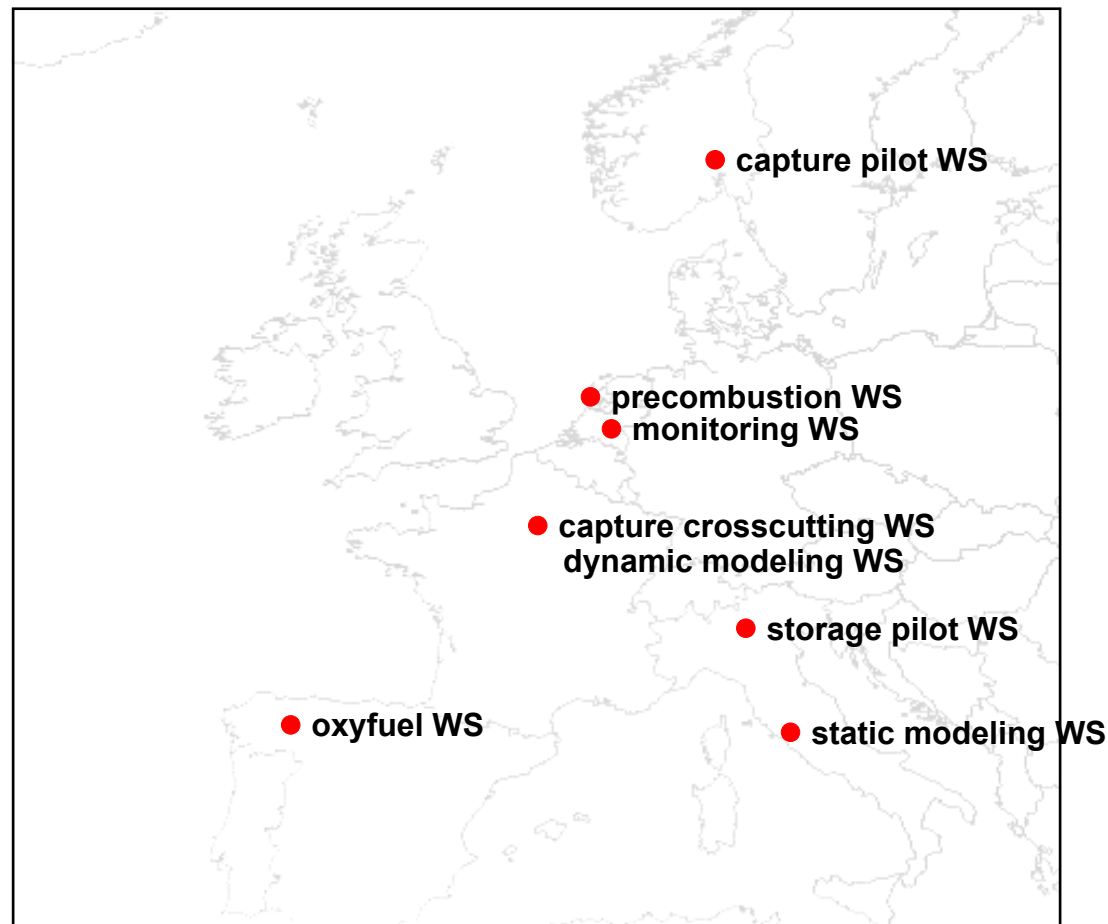 capture pilot WS
precombustion WS
monitoring WS
capture crosscutting WS
dynamic modeling WS
storage pilot WS
oxyfuel WS
static modeling WS